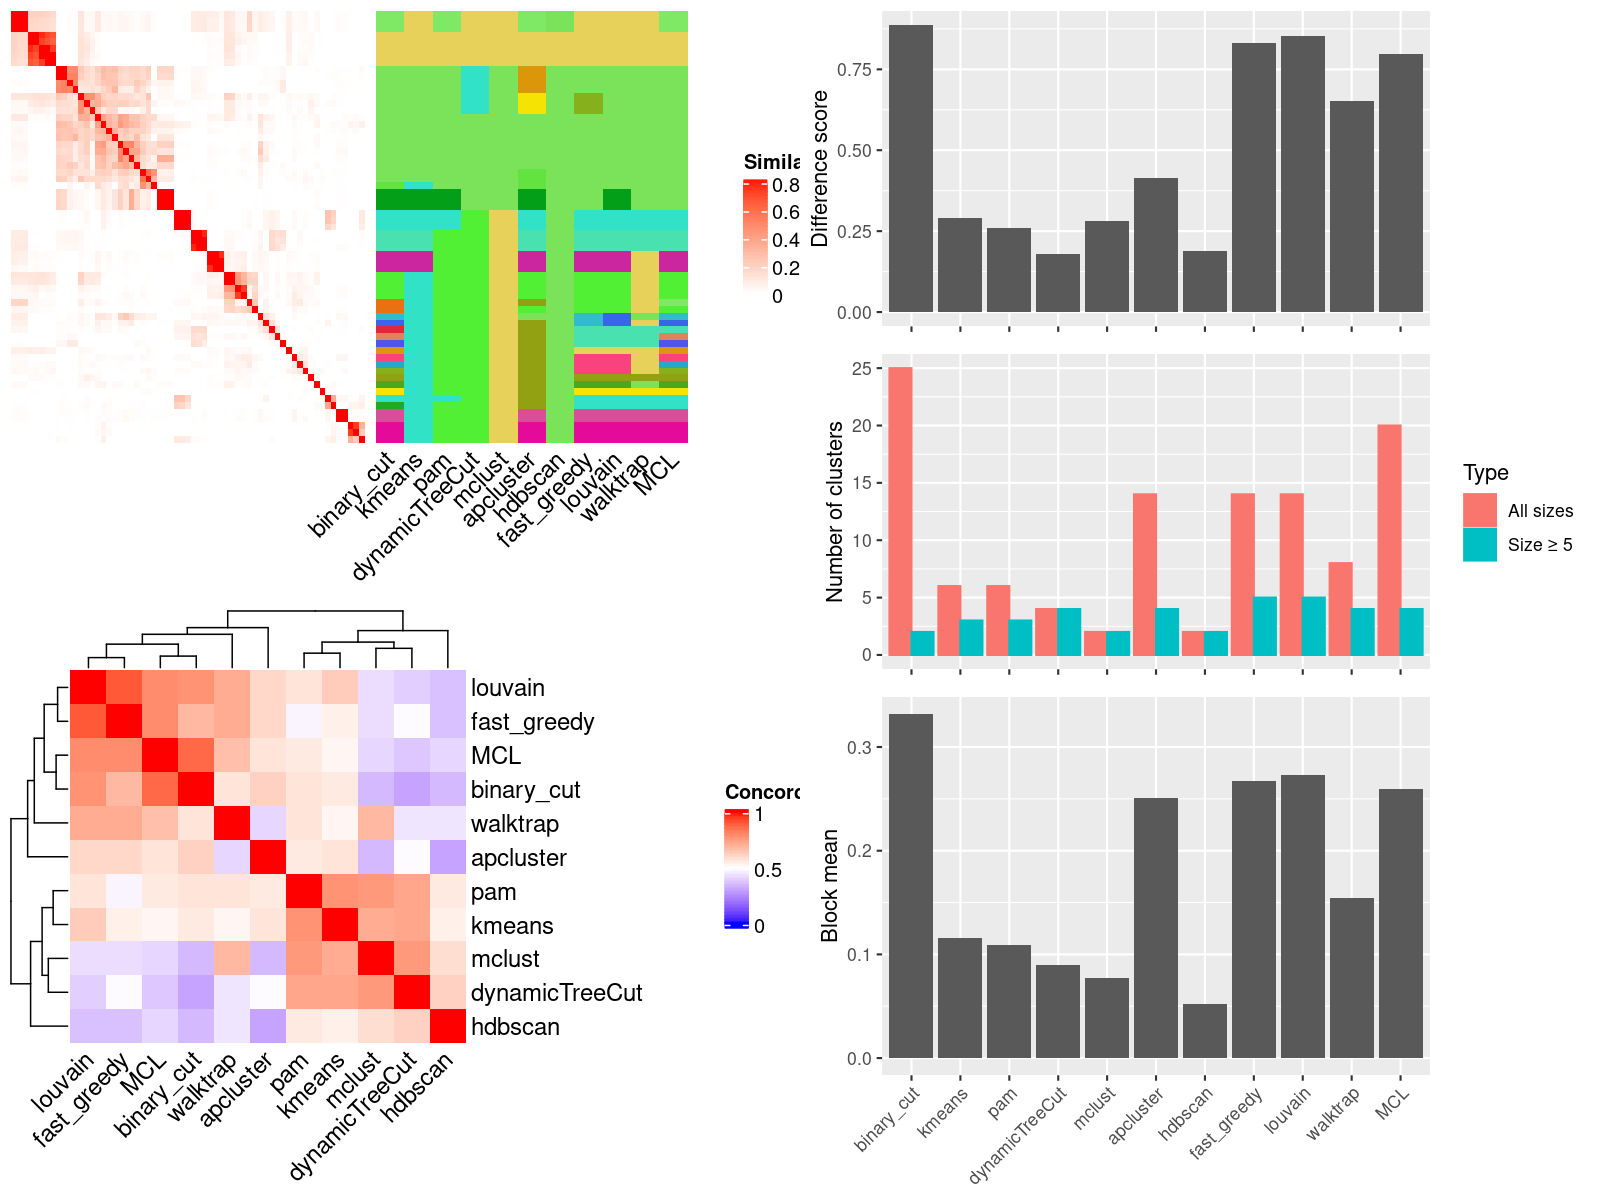 Simila
0.8
0.6
0.4
0.2
0
binary_cut
kmeans
pam
dynamicTreeCut
mclust
apcluster
hdbscan
fast_greedy
louvain
walktrap
MCL
louvain
fast_greedy
MCL
binary_cut
walktrap
apcluster
pam
kmeans
mclust
dynamicTreeCut
hdbscan
louvain
fast_greedy
MCL
binary_cut
walktrap
apcluster
pam
kmeans
mclust
dynamicTreeCut
hdbscan
Concord
1
0.5
0
Difference score
0.75
0.50
0.25
0.00
Number of clusters
25
20
15
10
5
0
Type
All sizes
Size ≥ 5
Block mean
0.3
0.2
0.1
0.0
binary_cut
kmeans
pam
dynamicTreeCut
mclust
apcluster
hdbscan
fast_greedy
louvain
walktrap
MCL